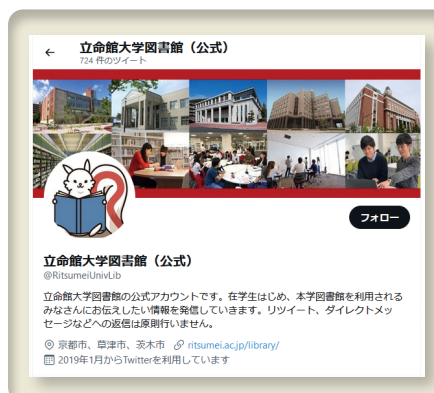 立命館大学図書館（公式）
724 件のツイート
フォロー
立命館大学図書館（公式）
@RitsumeiUnivLib
立命館大学図書館の公式アカウントです。在学生はじめ、本学図書館を利用される
みなさんにお伝えしたい情報を発信していきます。リツイート、ダイレクトメッ
セージなどへの返信は原則行いません。
京都市、草津市、茨木市 ritsumei.ac.jp/library/
2019年1月からTwitterを利用しています